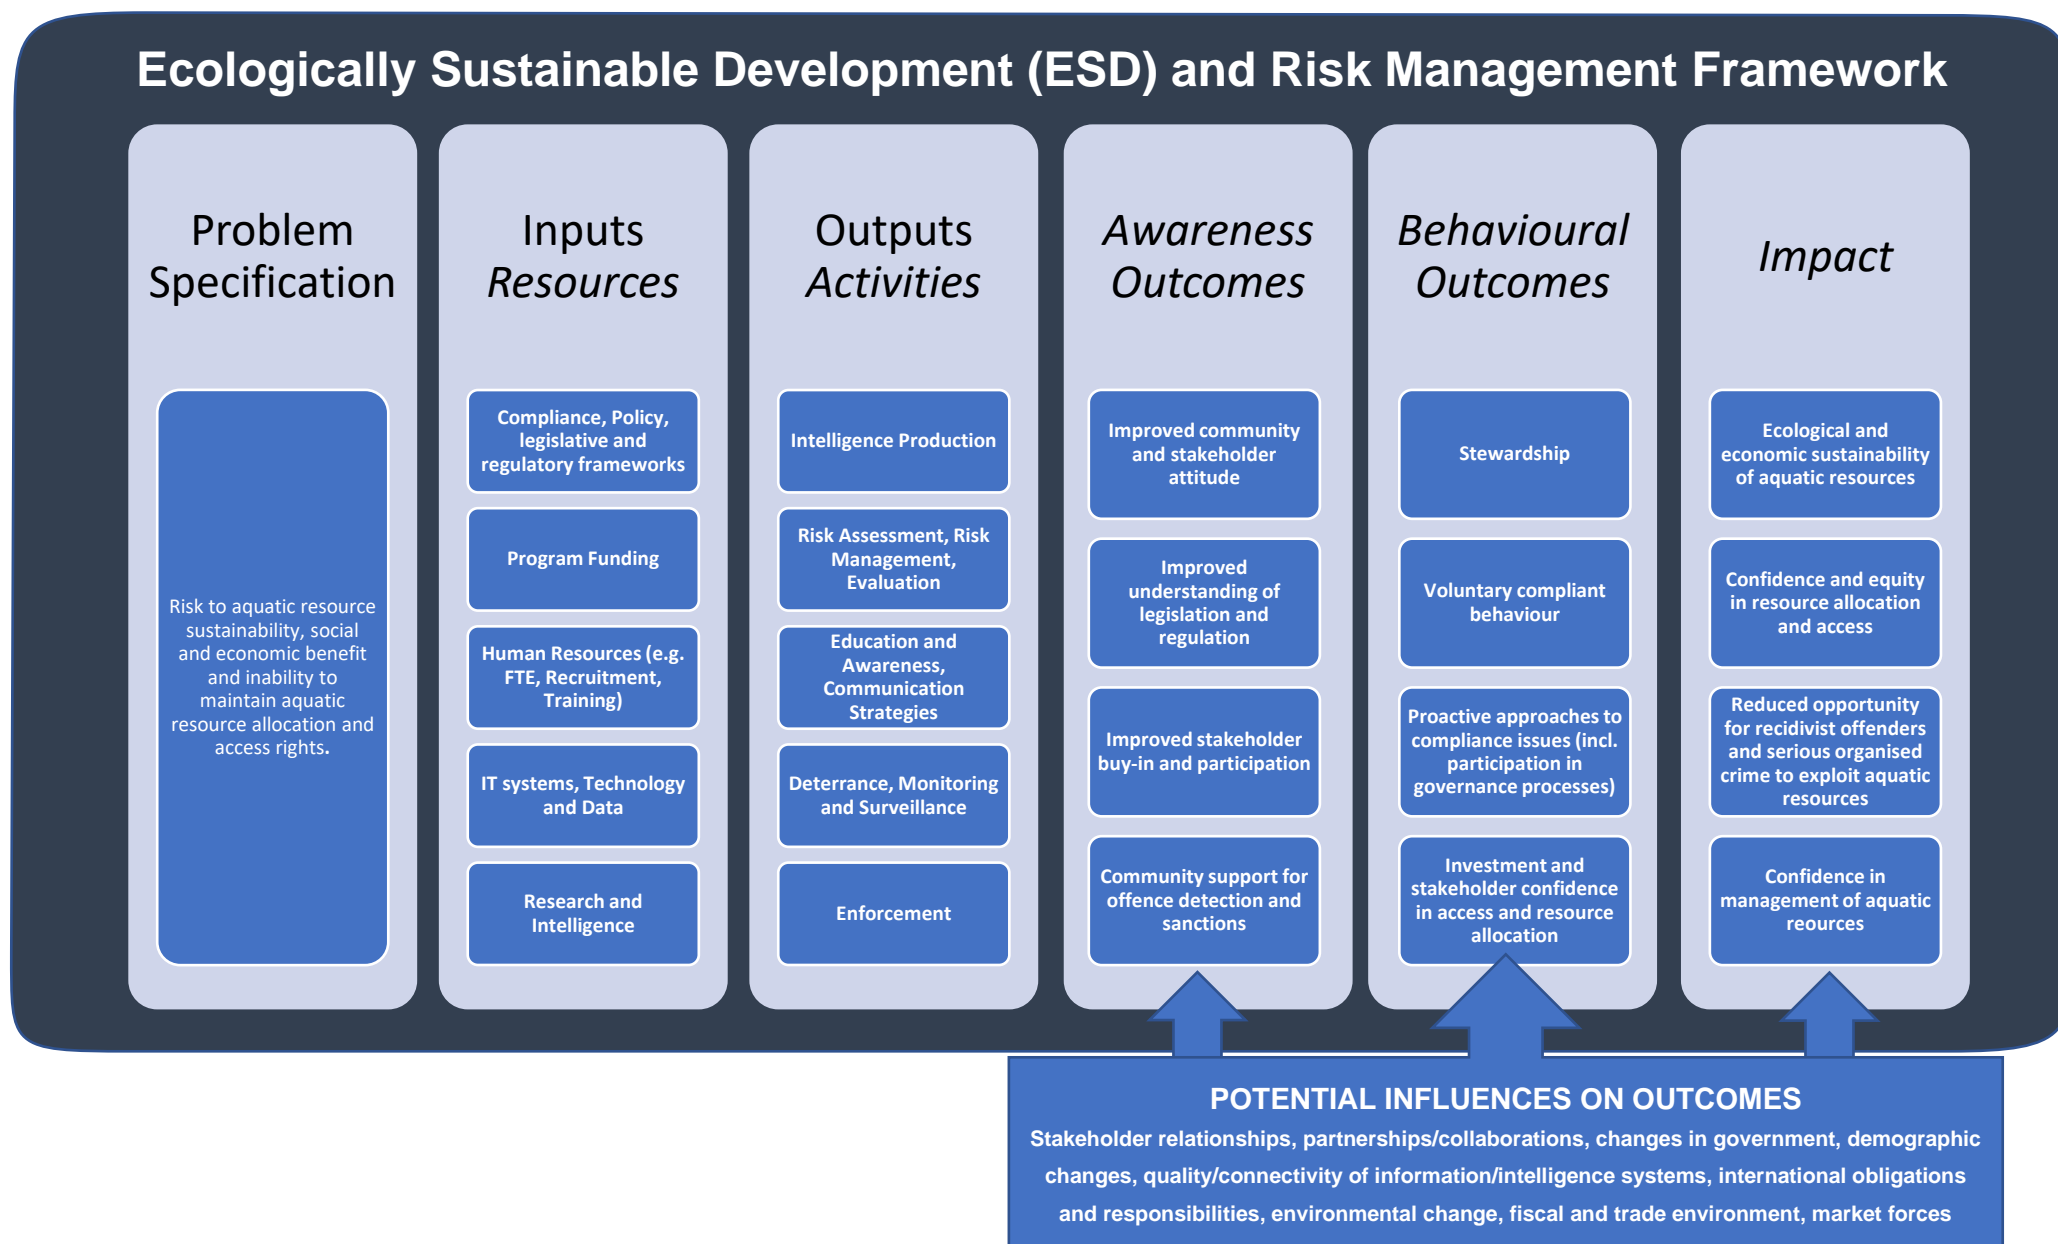 Ecologically Sustainable Development (ESD) and Risk Management Framework
Problem
Specification
Risk to aquatic resource
sustainability, social
and economic benefit
and inability to
maintain aquatic
resource allocation and
access rights.
Inputs
Resources
Compliance, Policy,
legislative and
regulatory frameworks
Program Funding
Human Resources (e.g.
FTE, Recruitment,
Training)
IT systems, Technology
and Data
Research and
Intelligence
Outputs
Activities
Intelligence Production
Risk Assessment, Risk
Management,
Evaluation
Education and
Awareness,
Communication
Strategies
Deterrance, Monitoring
and Surveillance
Enforcement
Awareness
Outcomes
Improved community
and stakeholder
attitude
Improved
understanding of
legislation and
regulation
Improved stakeholder
buy-in and participation
Community support for
offence detection and
sanctions
Behavioural
Outcomes
Stewardship
Voluntary compliant
behaviour
Proactive approaches to
compliance issues (incl.
participation in
governance processes)
Investment and
stakeholder confidence
in access and resource
allocation
Impact
Ecological and
economic sustainability
of aquatic resources
Confidence and equity
in resource allocation
and access
Reduced opportunity
for recidivist offenders
and serious organised
crime to exploit aquatic
resources
Confidence in
management of aquatic
reources
POTENTIAL INFLUENCES ON OUTCOMES
Stakeholder relationships, partnerships/collaborations, changes in government, demographic
changes, quality/connectivity of information/intelligence systems, international obligations
and responsibilities, environmental change, fiscal and trade environment, market forces